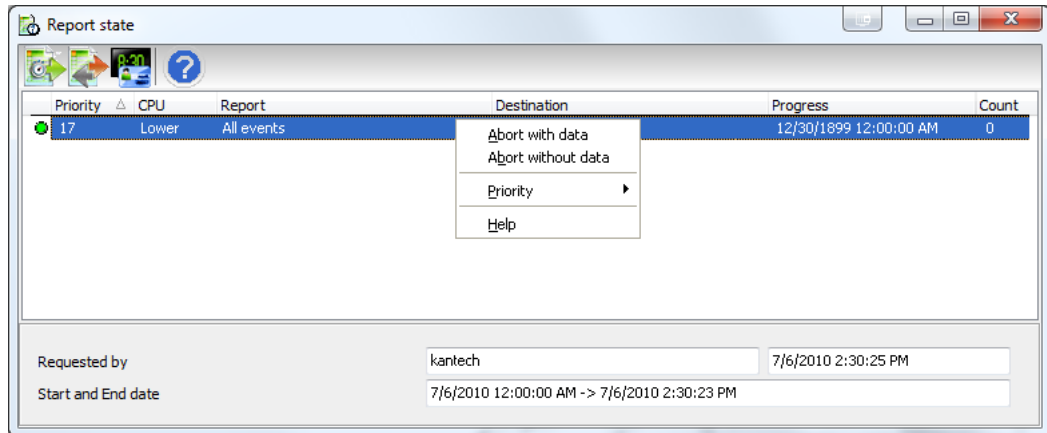 Report state
8:30
Priority CPU Report Destination Progress Count
17 Lower All events 12/30/1899 12:00:00 AM 0
Abort with data
Abort without data
Priority
Help
Requested by kantech 7/6/2010 2:30:25 PM
Start and End date 7/6/2010 12:00:00 AM -> 7/6/2010 2:30:23 PM